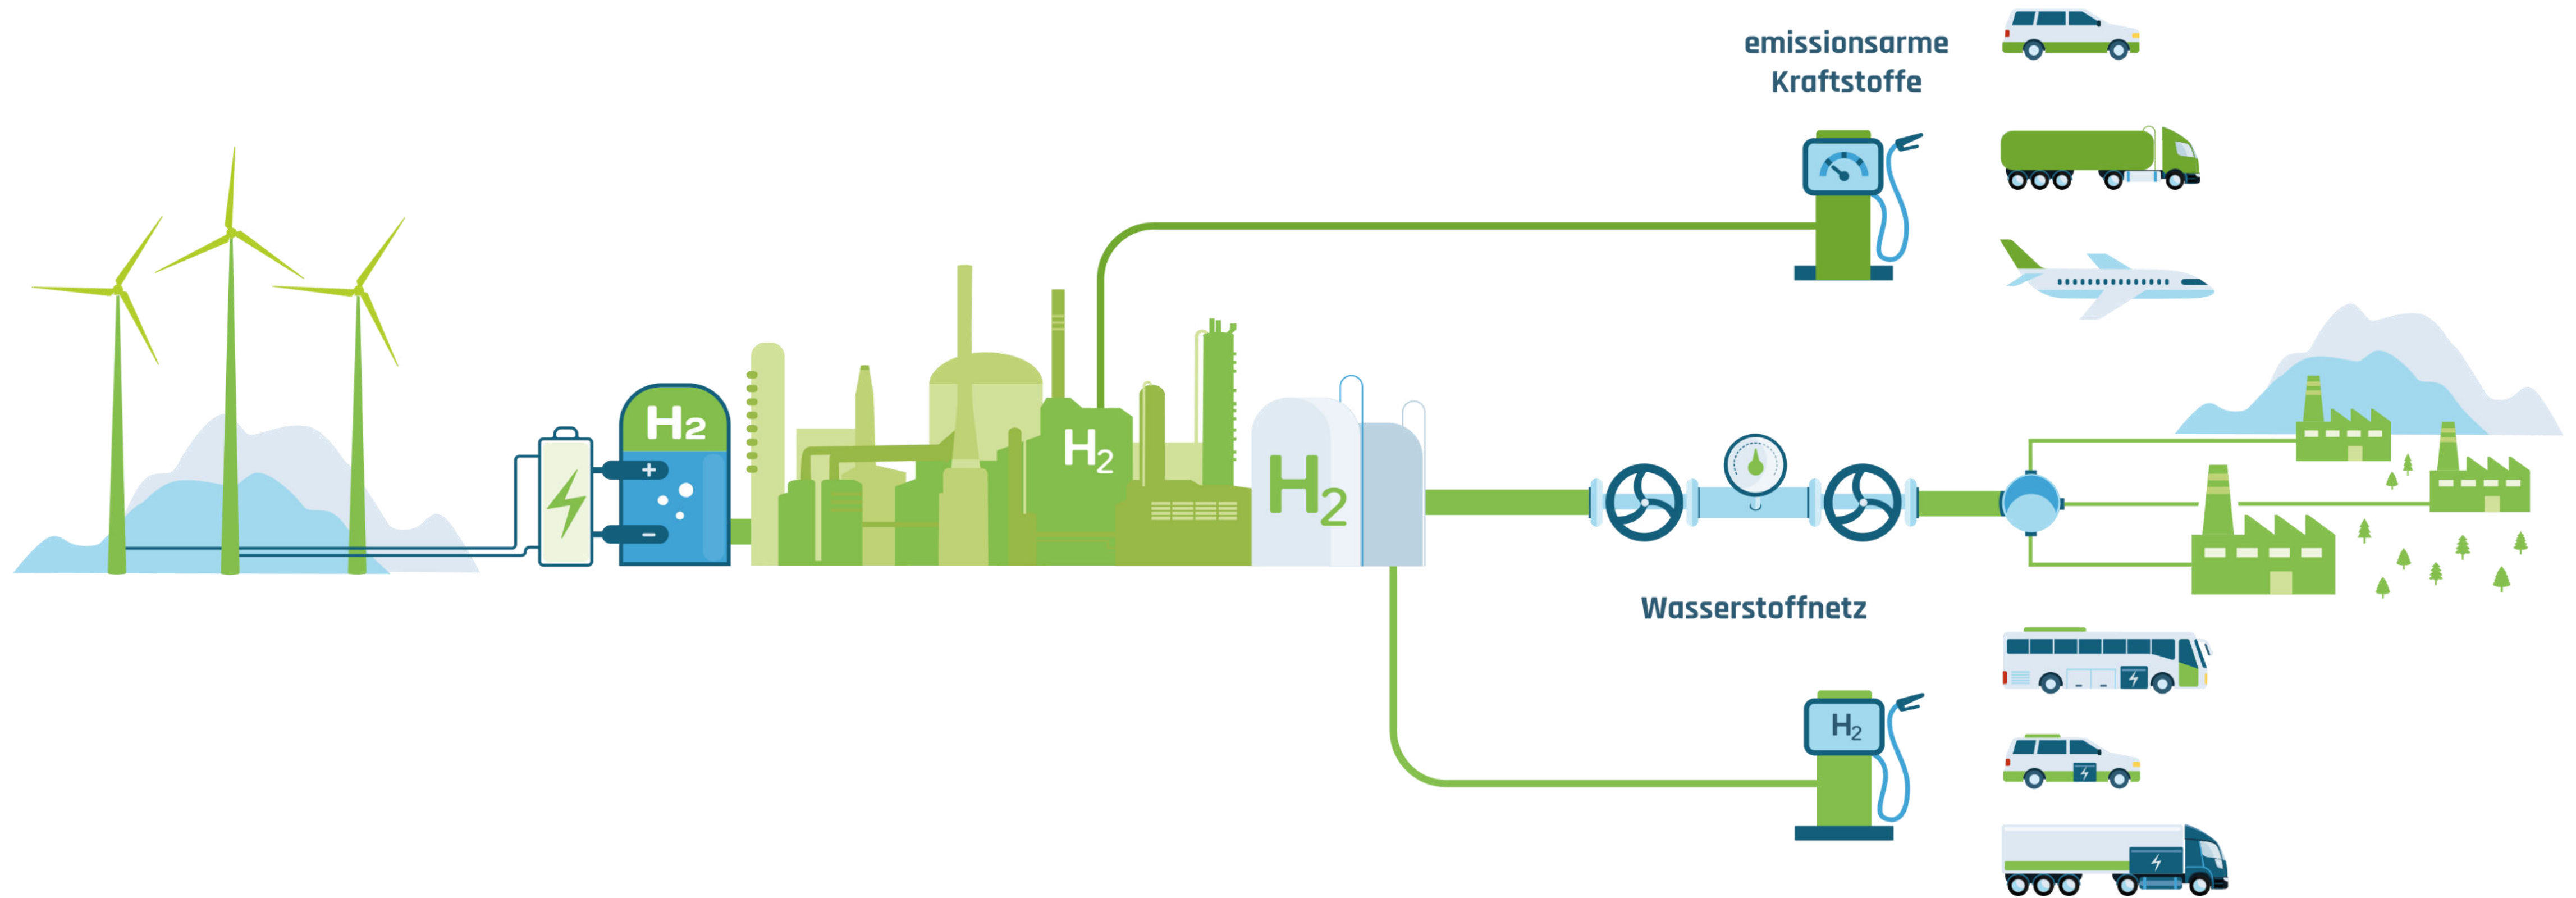 emissionsarme
Kraftstoffe
H2
+
−
H2
H2
Wasserstoffnetz
H2